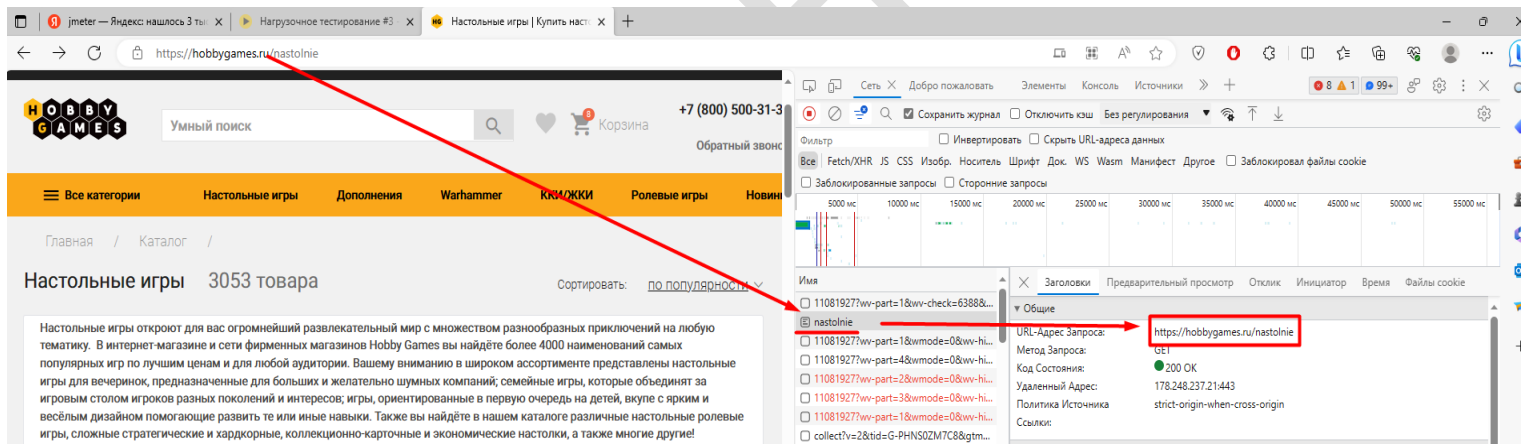 jmeter — Яндекс: нашлось 3 ты
Нагрузочное тестирование #3
Настольные игры | Купить наст
https://hobbygames.ru/nastolnie
HOBBY
GAMES
Умный поиск
8
Корзина
+7 (800) 500-31-3
Обратный звоно
Все категории
Настольные игры
Дополнения
Warhammer
ККИ/ЖКИ
Ролевые игры
Новин
Главная / Каталог /
Настольные игры 3053 товара
Сортировать: по популярности
Настольные игры откроют для вас огромнейший развлекательный мир с множеством разнообразных приключений на любую
тематику. В интернет-магазине и сети фирменных магазинов Hobby Games вы найдёте более 4000 наименований самых
популярных игр по лучшим ценам и для любой аудитории. Вашему вниманию в широком ассортименте представлены настольные
игры для вечеринок, предназначенные для больших и желательно шумных компаний; семейные игры, которые объединят за
игровым столом игроков разных поколений и интересов; игры, ориентированные в первую очередь на детей, вкупе с ярким и
весёлым дизайном помогающие развить те или иные навыки. Также вы найдёте в нашем каталоге различные настольные ролевые
игры, сложные стратегические и хардкорные, коллекционно-карточные и экономические настолки, а также многие другие!
Сеть Добро пожаловать Элементы Консоль Источники 8 1 99+
Сохранить журнал Отключить кэш Без регулирования
Фильтр Инвертировать Скрыть URL-адреса данных
Все Fetch/XHR JS CSS Изобр. Носитель Шрифт Док. WS Wasm Манифест Другое Заблокировал файлы cookie
Заблокированные запросы Сторонние запросы
5000 мс 10000 мс 15000 мс 20000 мс 25000 мс 30000 мс 35000 мс 40000 мс 45000 мс 50000 мс 55000 мс
Имя
11081927?wv-part=1&wv-check=6388&...
nastolnie
11081927?wv-part=1&wmode=0&wv-hi...
11081927?wv-part=4&wmode=0&wv-hi...
11081927?wv-part=2&wmode=0&wv-hi...
11081927?wv-part=3&wmode=0&wv-hi...
11081927?wv-part=1&wmode=0&wv-hi...
collect?v=2&tid=G-PHNS0ZM7C8&gtm...
Заголовки Предварительный просмотр Отклик Инициатор Время Файлы cookie
Общие
URL-Адрес Запроса: https://hobbygames.ru/nastolnie
Метод Запроса: GET
Код Состояния: 200 OK
Удаленный Адрес: 178.248.237.21:443
Политика Источника strict-origin-when-cross-origin
Ссылки: